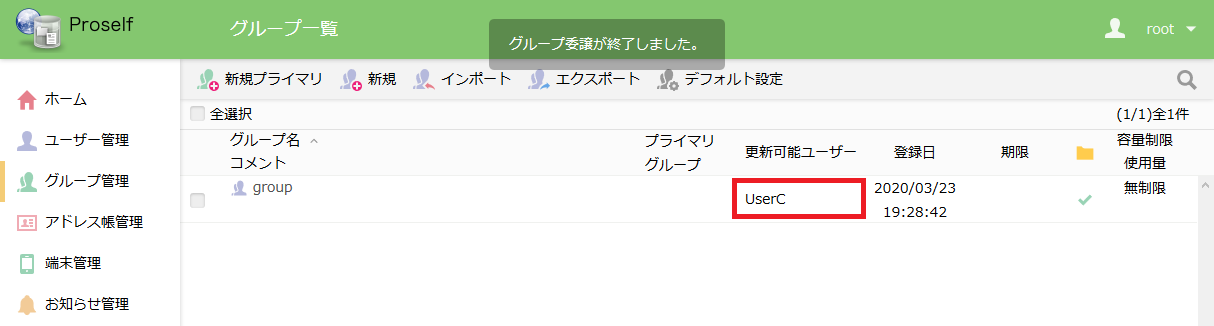 Proself
グループ一覧
グループ委譲が終了しました。
root
新規プライマリ 新規 インポート エクスポート デフォルト設定
ホーム
ユーザー管理
グループ管理
アドレス帳管理
端末管理
お知らせ管理
全選択
(1/1)全1件
グループ名
コメント
プライマリ
グループ
更新可能ユーザー
登録日
期限
容量制限
使用量
group
UserC
2020/03/23
19:28:42
無制限